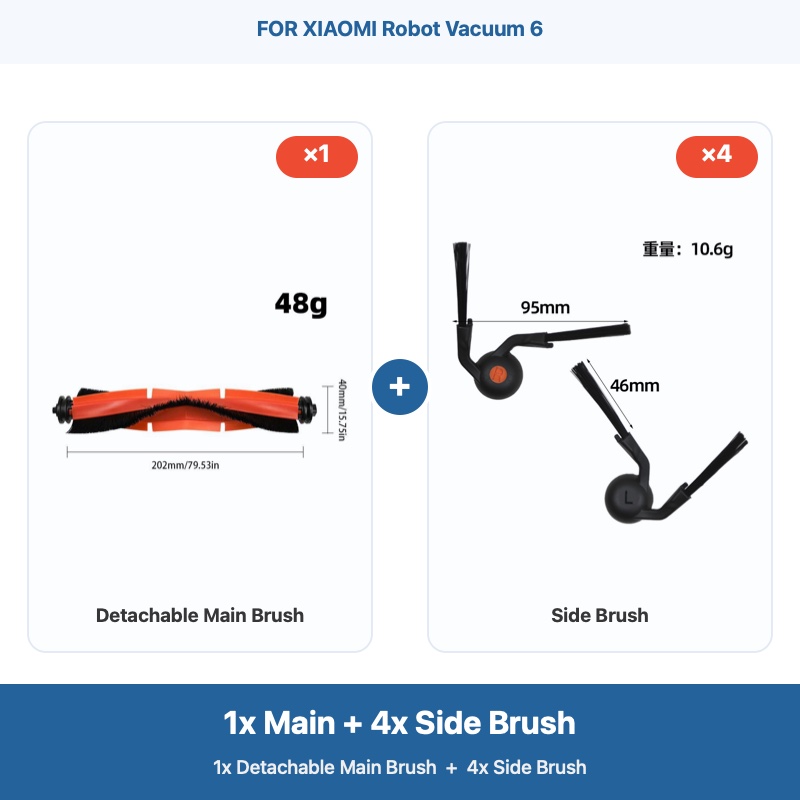 FOR XIAOMI Robot Vacuum 6
×1
48g
40mm/15.75in
202mm/79.53in
Detachable Main Brush
+
×4
重量：10.6g
95mm
R
46mm
L
Side Brush
1x Main + 4x Side Brush
1x Detachable Main Brush + 4x Side Brush